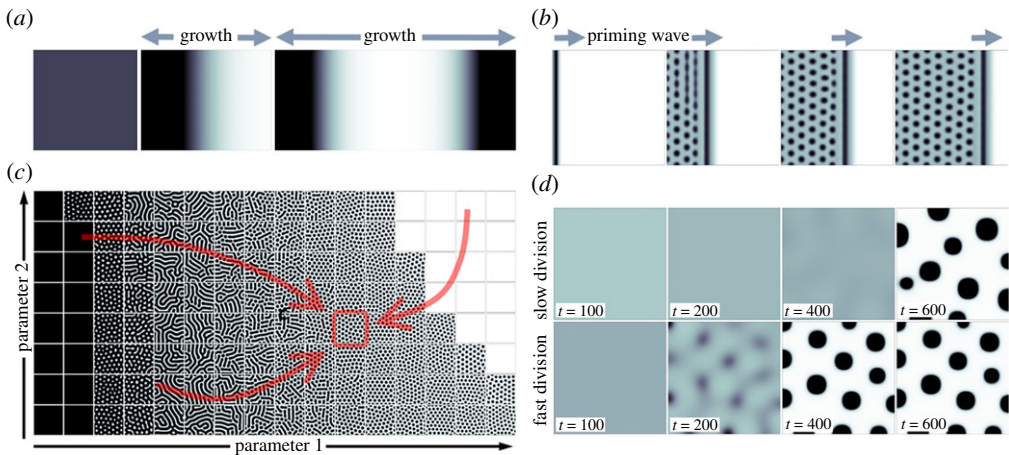 (a)
growth
growth
(b)
priming wave
(c)
parameter 2
parameter 1
(d)
slow division
t = 100
t = 200
t = 400
t = 600
fast division
t = 100
t = 200
t = 400
t = 600